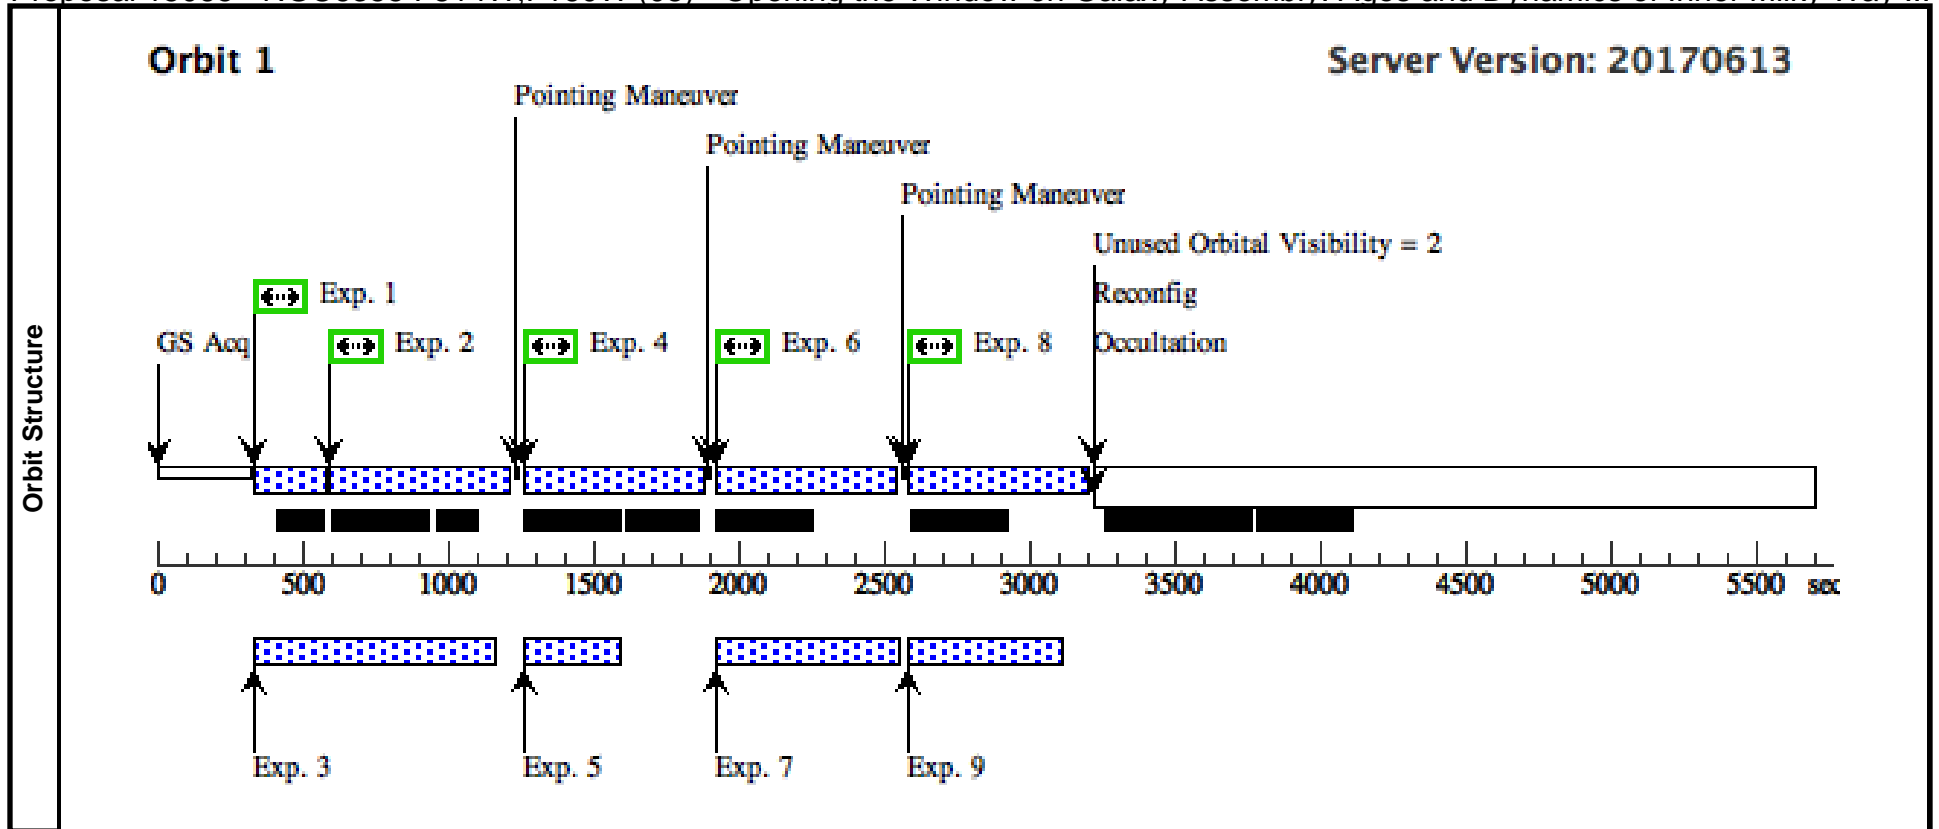 Orbit 1
Server Version: 20170613
Pointing Maneuver
Pointing Maneuver
Pointing Maneuver
Unused Orbital Visibility = 2
Exp. 1
Reconfig
GS Acq
Exp. 2
Exp. 4
Exp. 6
Exp. 8
Occultation
Orbit Structure
0 500 1000 1500 2000 2500 3000 3500 4000 4500 5000 5500 sec
Exp. 3
Exp. 5
Exp. 7
Exp. 9